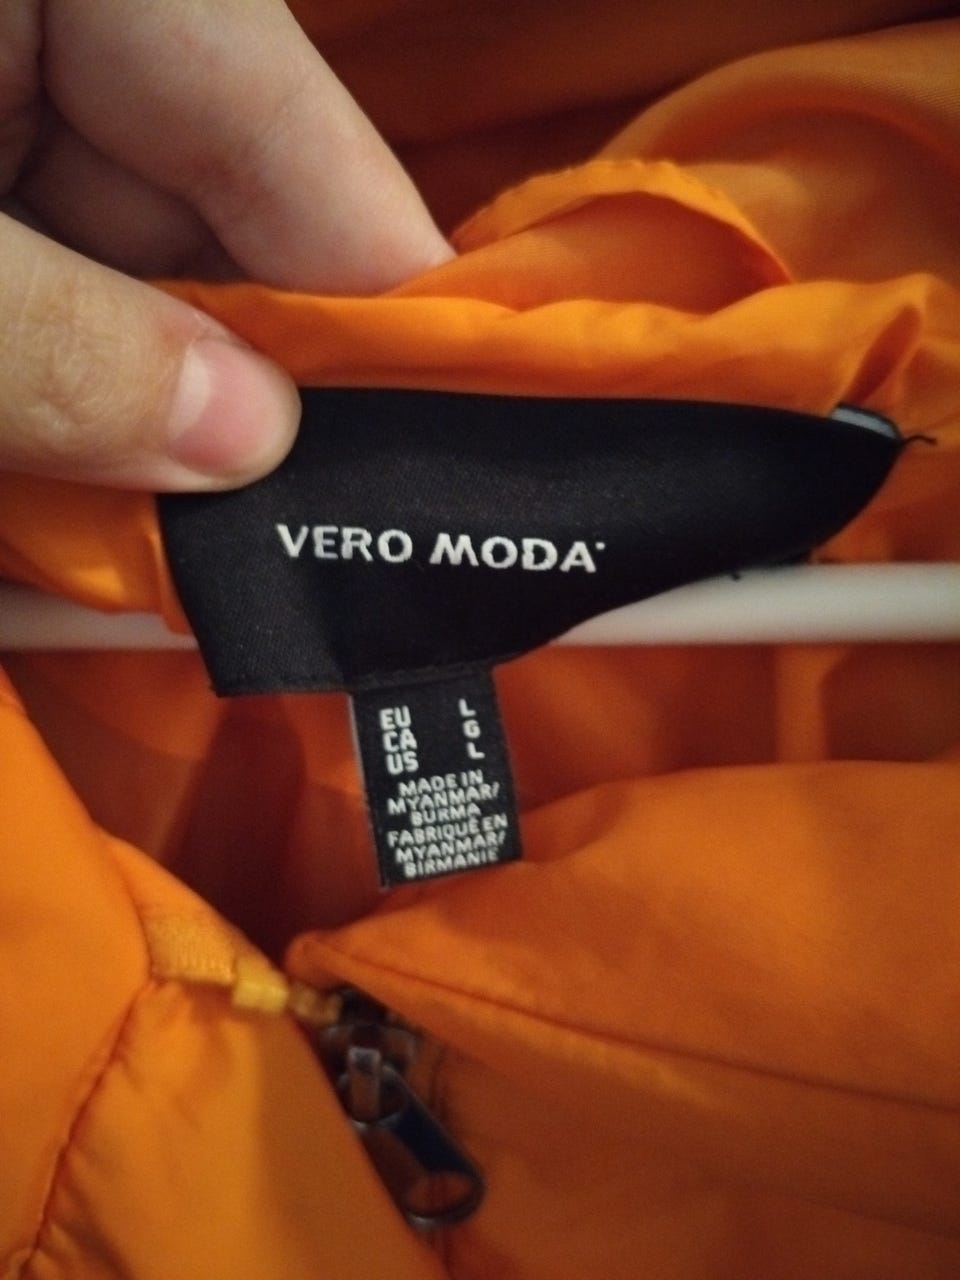 VERO MODA
EU L
CA G
US L
MADE IN
MYANMAR/
BURMA
FABRIQUÉ EN
MYANMAR/
BIRMANIE